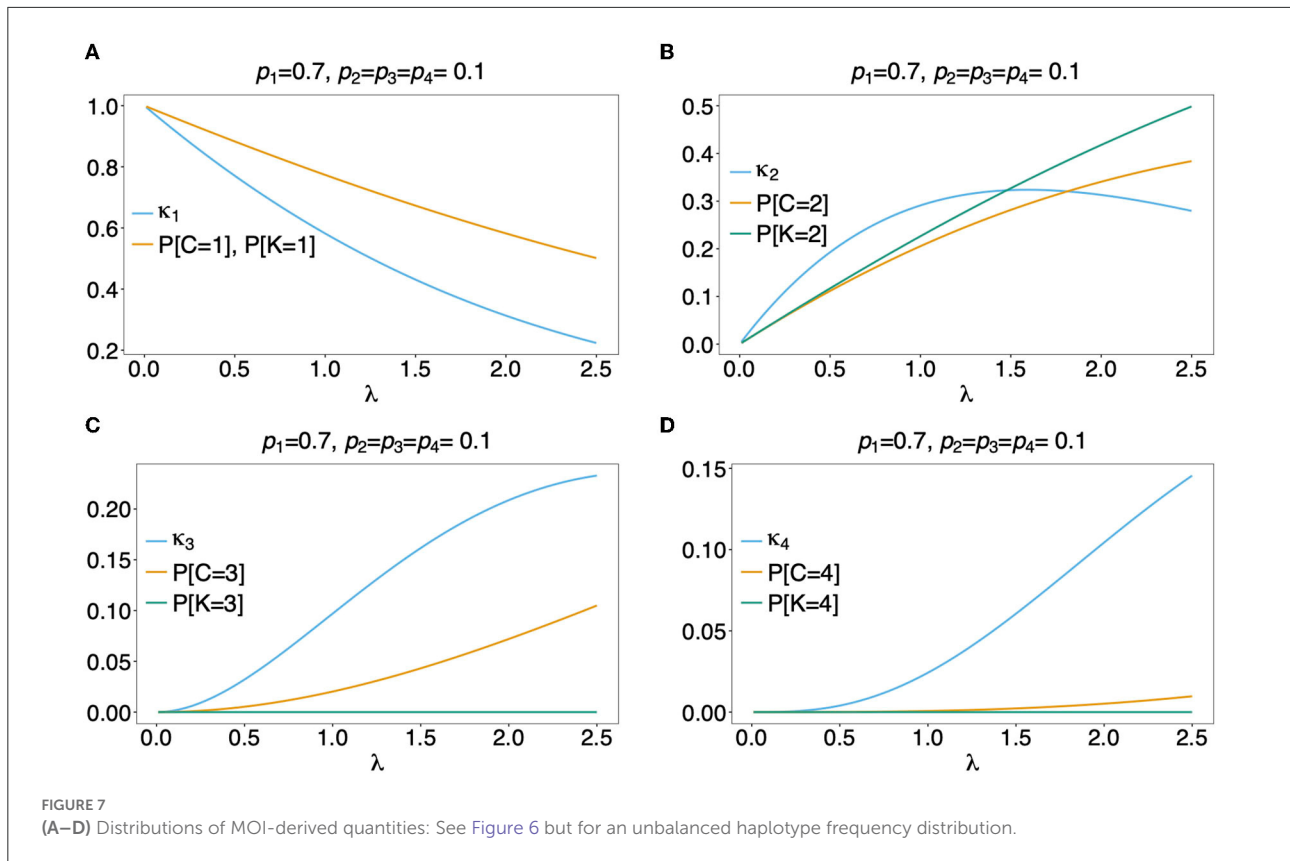 A
p1=0.7, p2=p3=p4= 0.1
1.0
0.8
0.6
0.4
0.2
κ1
P[C=1], P[K=1]
0.0 0.5 1.0 1.5 2.0 2.5
λ
B
p1=0.7, p2=p3=p4= 0.1
0.5
0.4
0.3
0.2
0.1
0.0
κ2
P[C=2]
P[K=2]
0.0 0.5 1.0 1.5 2.0 2.5
λ
C
p1=0.7, p2=p3=p4= 0.1
0.20
0.15
0.10
0.05
0.00
κ3
P[C=3]
P[K=3]
0.0 0.5 1.0 1.5 2.0 2.5
λ
D
p1=0.7, p2=p3=p4= 0.1
0.15
0.10
0.05
0.00
κ4
P[C=4]
P[K=4]
0.0 0.5 1.0 1.5 2.0 2.5
λ
FIGURE 7
(A–D) Distributions of MOI-derived quantities: See Figure 6 but for an unbalanced haplotype frequency distribution.